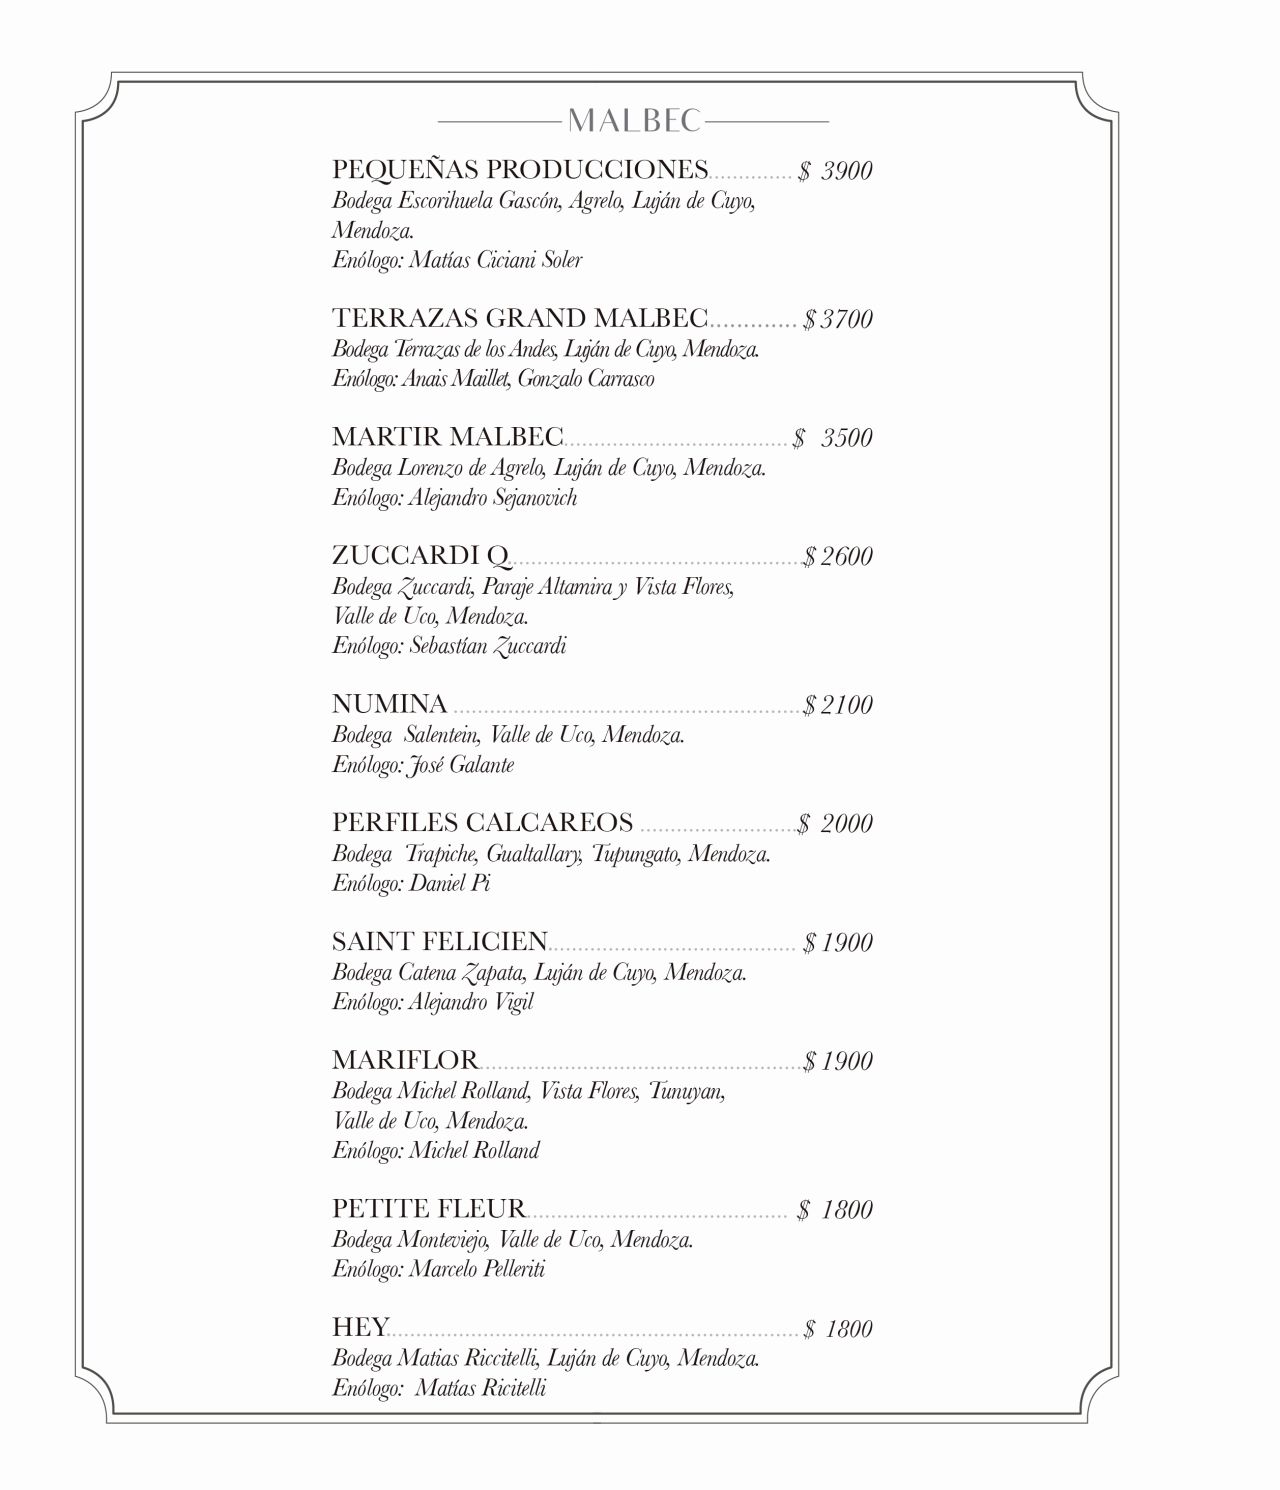 MALBEC
PEQUEÑAS PRODUCCIONES.............. $ 3900
Bodega Escorihuela Gascón, Agrelo, Luján de Cuyo,
Mendoza.
Enólogo: Matías Ciciani Soler
TERRAZAS GRAND MALBEC............. $ 3700
Bodega Terrazas de los Andes, Luján de Cuyo, Mendoza.
Enólogo: Anais Maillet, Gonzalo Carrasco
MARTIR MALBEC...................................... $ 3500
Bodega Lorenzo de Agrelo, Luján de Cuyo, Mendoza.
Enólogo: Alejandro Sejanovich
ZUCCARDI Q.................................................. $ 2600
Bodega Zuccardi, Paraje Altamira y Vista Flores,
Valle de Uco, Mendoza.
Enólogo: Sebastían Zuccardi
NUMINA ........................................................... $ 2100
Bodega Salentein, Valle de Uco, Mendoza.
Enólogo: José Galante
PERFILES CALCAREOS ........................... $ 2000
Bodega Trapiche, Gualtallary, Tupungato, Mendoza.
Enólogo: Daniel Pi
SAINT FELICIEN.......................................... $ 1900
Bodega Catena Zapata, Luján de Cuyo, Mendoza.
Enólogo: Alejandro Vigil
MARIFLOR....................................................... $ 1900
Bodega Michel Rolland, Vista Flores, Tunuyan,
Valle de Uco, Mendoza.
Enólogo: Michel Rolland
PETITE FLEUR............................................ $ 1800
Bodega Monteviejo, Valle de Uco, Mendoza.
Enólogo: Marcelo Pelleriti
HEY...................................................................... $ 1800
Bodega Matias Riccitelli, Luján de Cuyo, Mendoza.
Enólogo: Matías Ricitelli